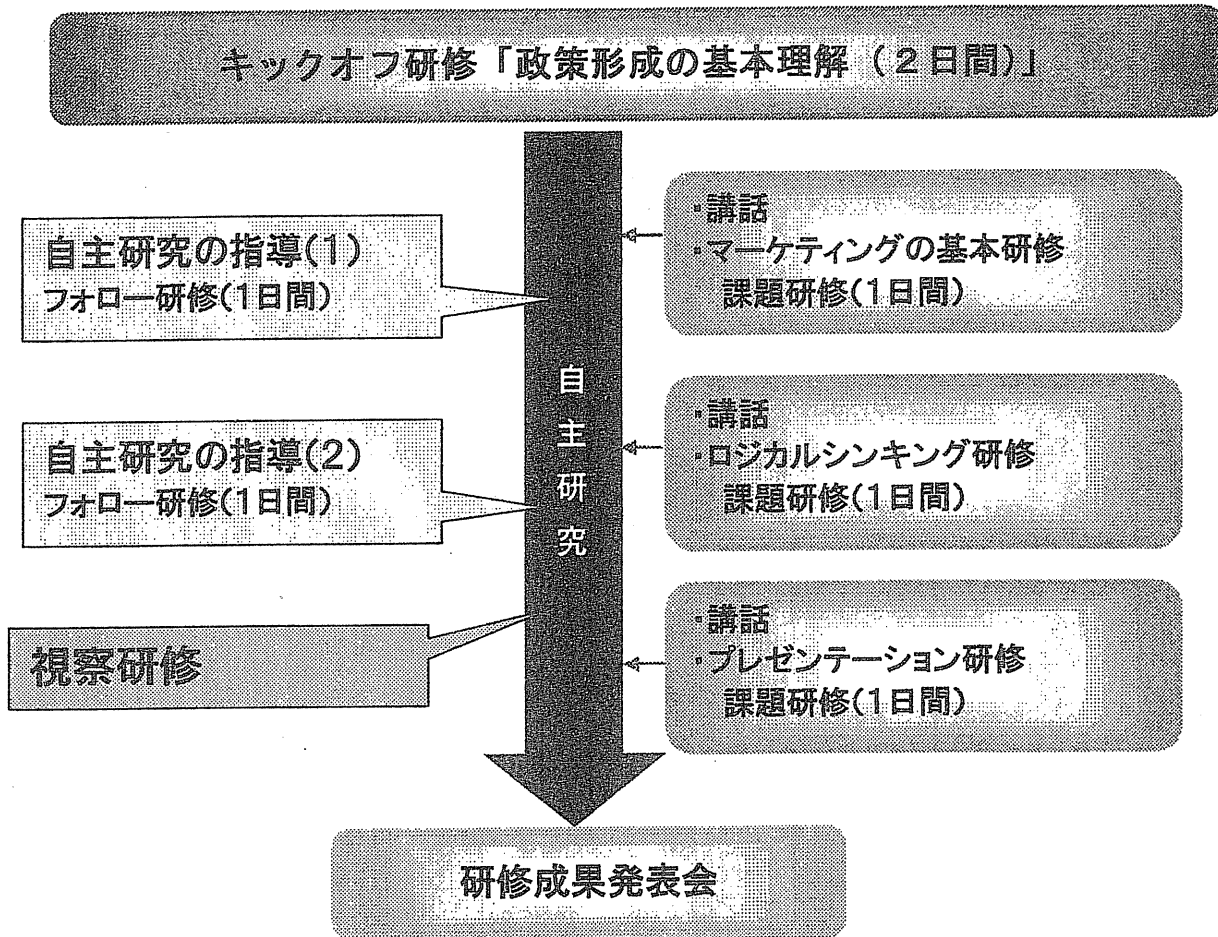 キックオフ研修「政策形成の基本理解（２日間）」
自主研究の指導(1)
フォロー研修(1日間)
・講話
・マーケティングの基本研修
課題研修(1日間)
自主研究
自主研究の指導(2)
フォロー研修(1日間)
・講話
・ロジカルシンキング研修
課題研修(1日間)
視察研修
・講話
・プレゼンテーション研修
課題研修(1日間)
研修成果発表会